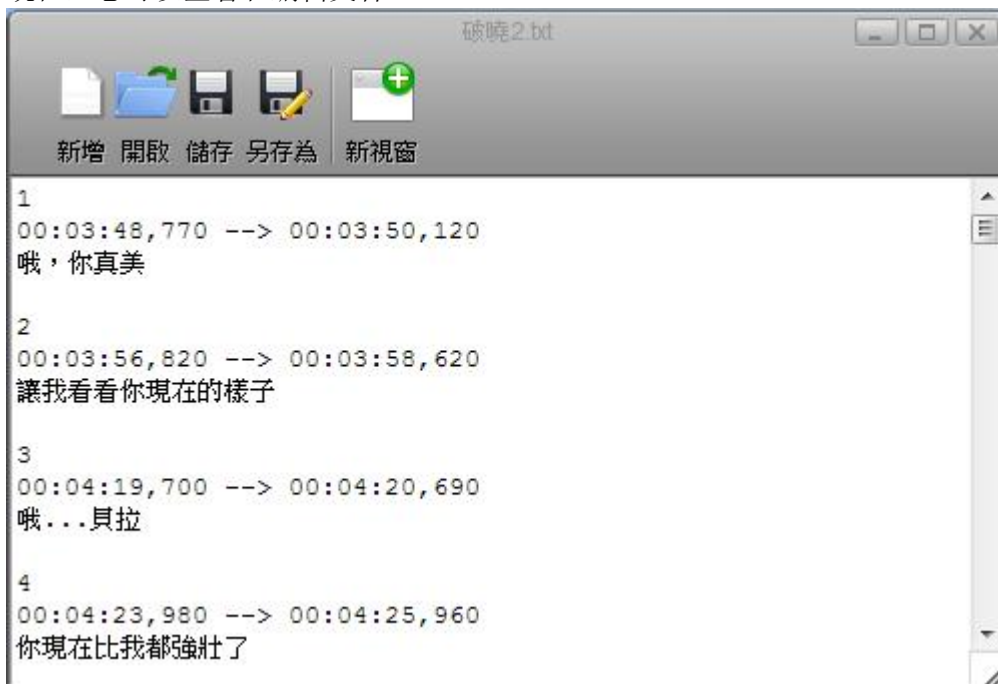 破曉2.txt
新增 開啟 儲存 另存為 新視窗
1
00:03:48,770 --> 00:03:50,120
哦，你真美
2
00:03:56,820 --> 00:03:58,620
讓我看看你現在的樣子
3
00:04:19,700 --> 00:04:20,690
哦...貝拉
4
00:04:23,980 --> 00:04:25,960
你現在比我都強壯了